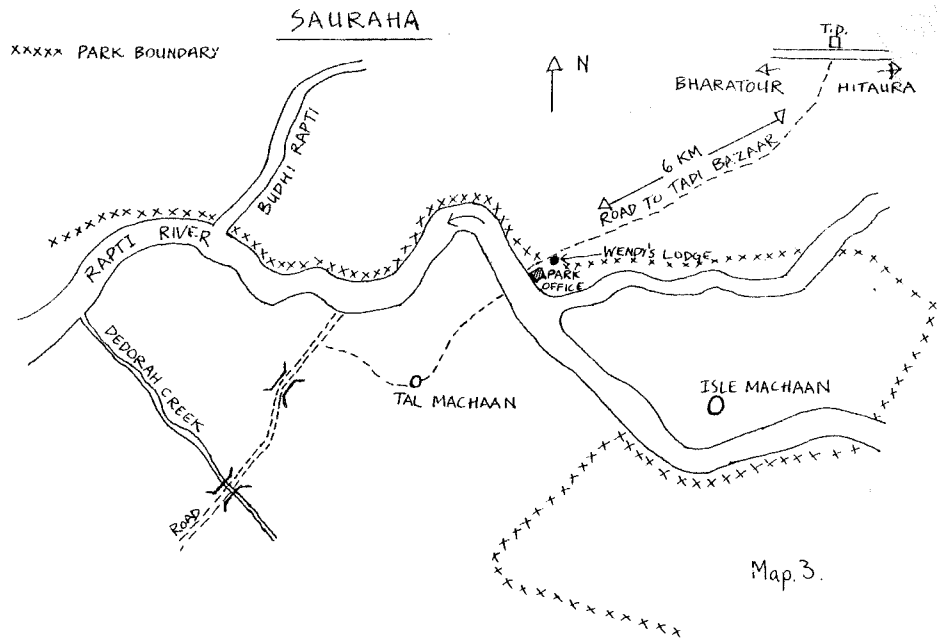 SAURAHA
xxxxx PARK BOUNDARY
T.D.
N
BHARATOUR
HITAURA
BUDHI RAPTI
6 KM
ROAD TO TADI BAZAAR
RAPTI RIVER
WENDY'S LODGE
PARK
OFFICE
DEDORAH CREEK
ISLE MACHAAN
TAL MACHAAN
ROAD
Map.3.